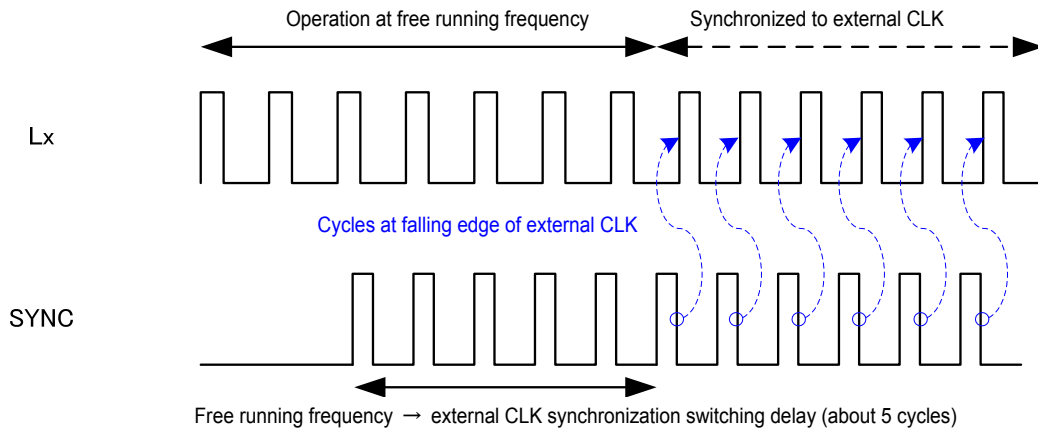 Operation at free running frequency
Synchronized to external CLK
Lx
Cycles at falling edge of external CLK
SYNC
Free running frequency → external CLK synchronization switching delay (about 5 cycles)